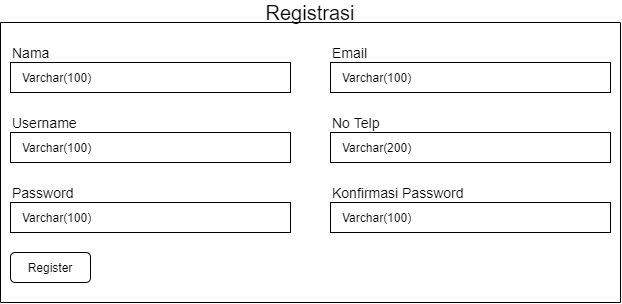 Registrasi
Nama
Email
Varchar(100)
Varchar(100)
Username
No Telp
Varchar(100)
Varchar(200)
Password
Konfirmasi Password
Varchar(100)
Varchar(100)
Register